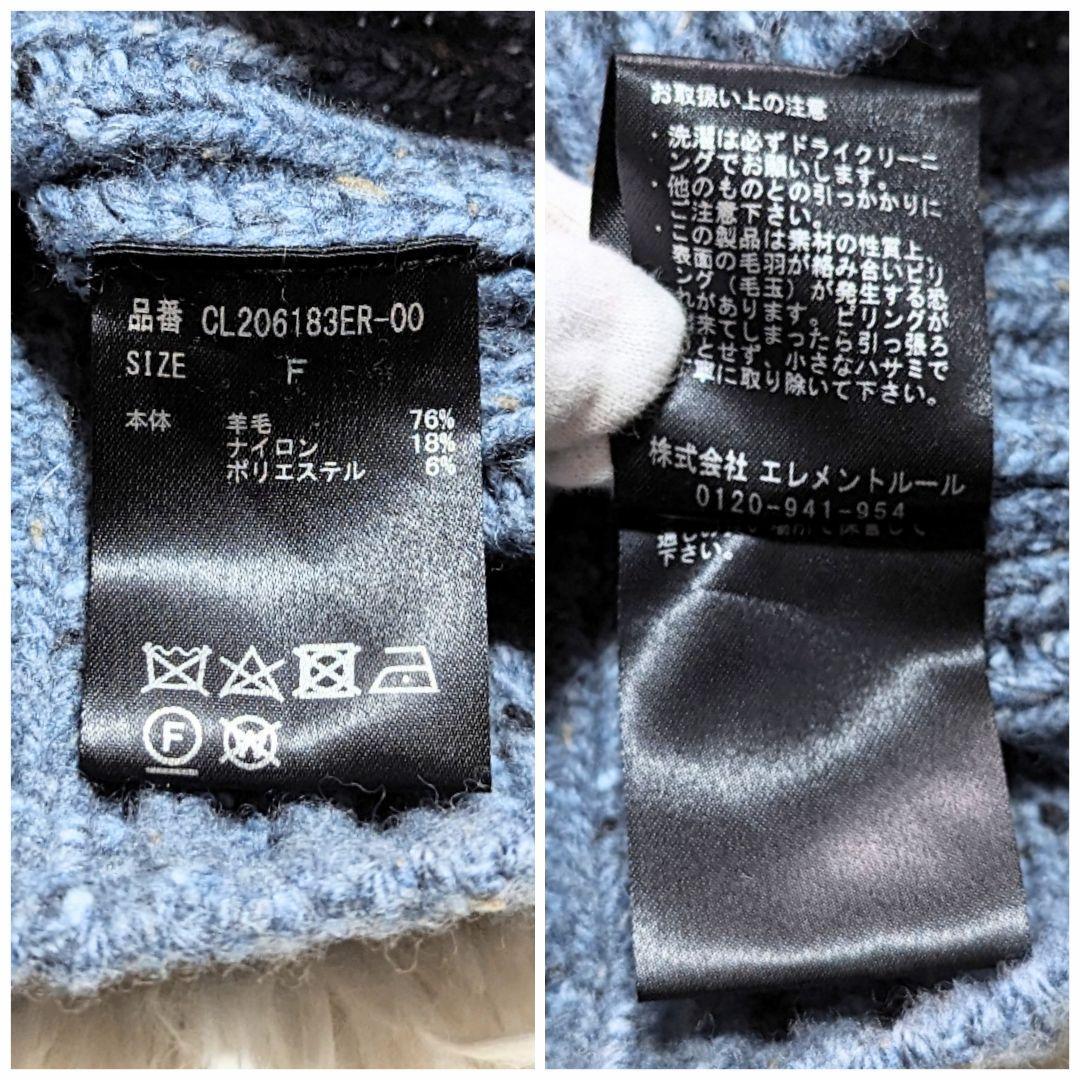 品番 CL206183ER-00
SIZE F
本体 羊毛 76%
ナイロン 18%
ポリエステル 6%
F
W
お取扱い上の注意
・洗濯は必ずドライクリーニ
ングでお願いします。
・他のものとの引っかかりに
ご注意下さい。
・この製品は素材の性質上、
表面の毛羽が絡み合いピリ
ング(毛玉)が発生する恐
れがあります。ピリングが
来てしまったら引っ張ろ
とせず、小さなハサミで
寧に取り除いて下さい。
株式会社 エレメントルール
0120-941-954
下さい。